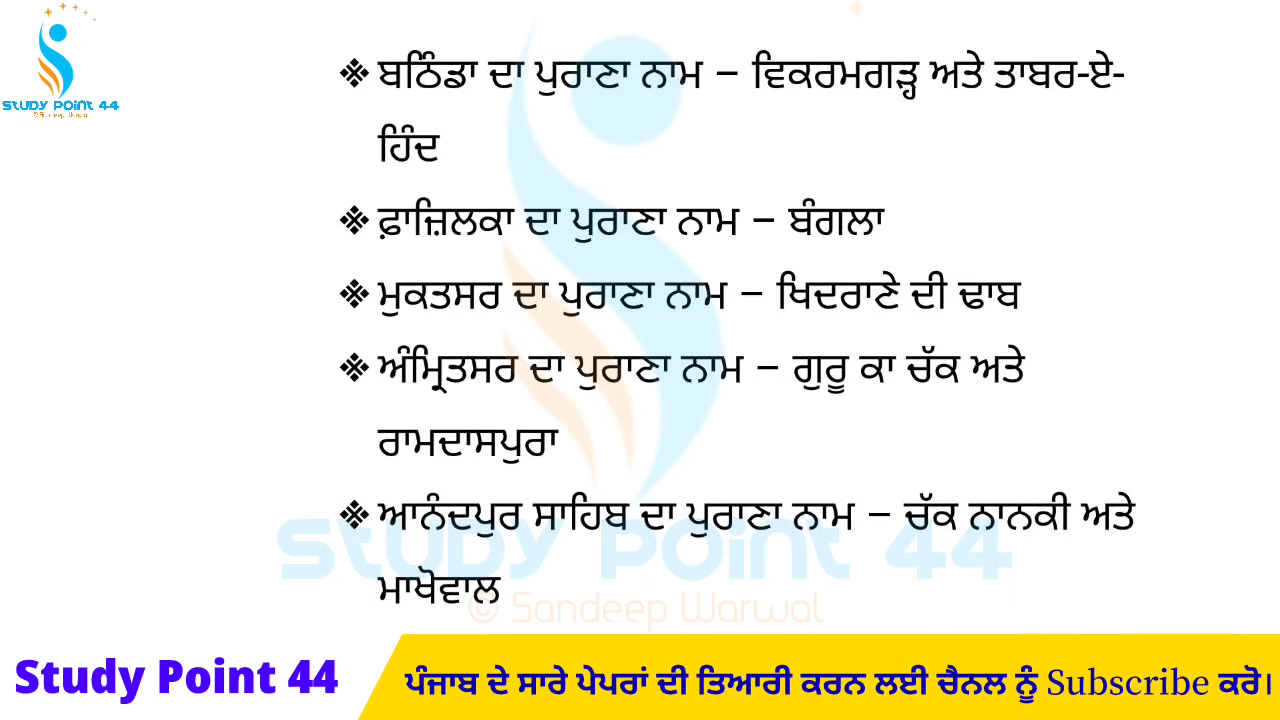 STUDY POINT 44
❖ ਬਠਿੰਡਾ ਦਾ ਪੁਰਾਣਾ ਨਾਮ – ਵਿਕਰਮਗੜ੍ਹ ਅਤੇ ਤਾਬਰ-ਏ-
ਹਿੰਦ
❖ ਫ਼ਾਜ਼ਿਲਕਾ ਦਾ ਪੁਰਾਣਾ ਨਾਮ – ਬੰਗਲਾ
❖ ਮੁਕਤਸਰ ਦਾ ਪੁਰਾਣਾ ਨਾਮ – ਖਿਦਰਾਣੇ ਦੀ ਢਾਬ
❖ ਅੰਮ੍ਰਿਤਸਰ ਦਾ ਪੁਰਾਣਾ ਨਾਮ – ਗੁਰੂ ਕਾ ਚੱਕ ਅਤੇ
ਰਾਮਦਾਸਪੁਰਾ
❖ ਆਨੰਦਪੁਰ ਸਾਹਿਬ ਦਾ ਪੁਰਾਣਾ ਨਾਮ – ਚੱਕ ਨਾਨਕੀ ਅਤੇ
ਮਾਖੋਵਾਲ
STUDY POINT 44
© Sandeep Warwal
Study Point 44
ਪੰਜਾਬ ਦੇ ਸਾਰੇ ਪੇਪਰਾਂ ਦੀ ਤਿਆਰੀ ਕਰਨ ਲਈ ਚੈਨਲ ਨੂੰ Subscribe ਕਰੋ।